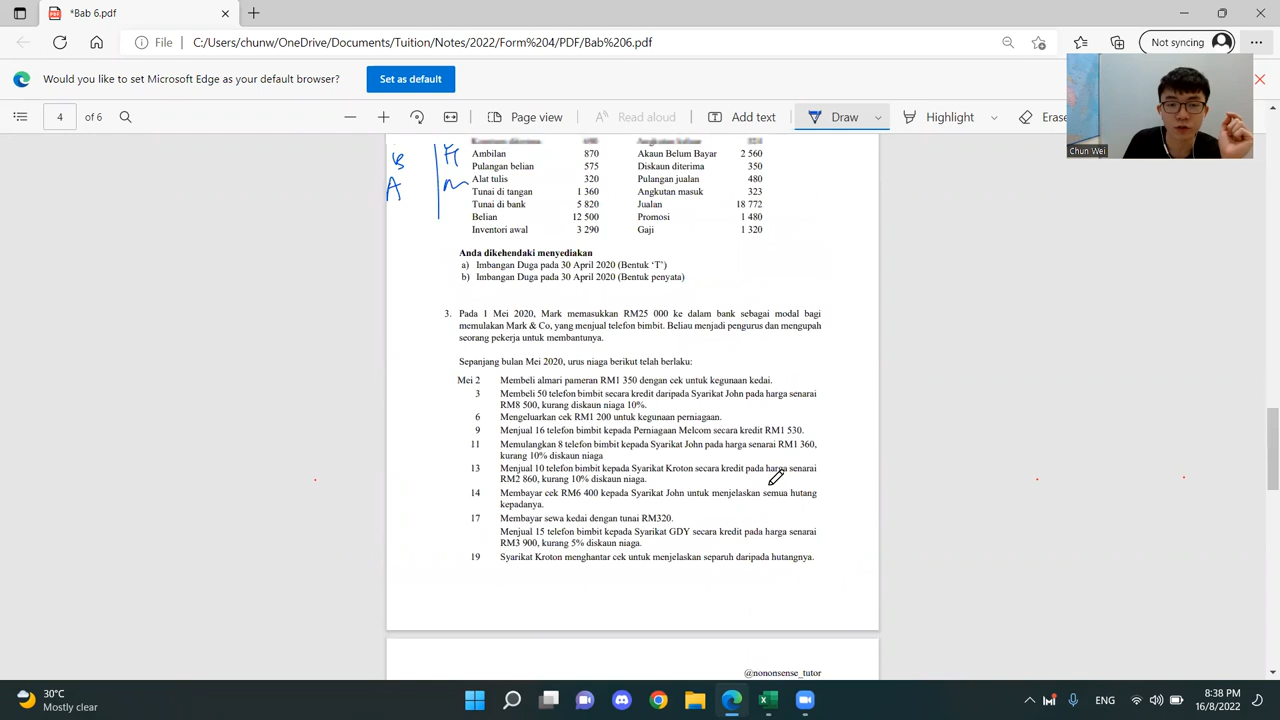 *Bab 6.pdf
File
C:/Users/chunw/OneDrive/Documents/Tuition/Notes/2022/Form%204/PDF/Bab%206.pdf
Not syncing
Would you like to set Microsoft Edge as your default browser?
Set as default
4
of 6
Page view
Read aloud
Add text
Draw
Highlight
Erase
Chun Wei
Ambilan 870 Akaun Belum Bayar 2 560
Pulangan belian 575 Diskaun diterima 350
Alat tulis 320 Pulangan jualan 480
Tunai di tangan 1 360 Angkutan masuk 323
Tunai di bank 5 820 Jualan 18 772
Belian 12 500 Promosi 1 480
Inventori awal 3 290 Gaji 1 320
Anda dikehendaki menyediakan
a) Imbangan Duga pada 30 April 2020 (Bentuk ‘T’)
b) Imbangan Duga pada 30 April 2020 (Bentuk penyata)
3. Pada 1 Mei 2020, Mark memasukkan RM25 000 ke dalam bank sebagai modal bagi
memulakan Mark & Co, yang menjual telefon bimbit. Beliau menjadi pengurus dan mengupah
seorang pekerja untuk membantunya.
Sepanjang bulan Mei 2020, urus niaga berikut telah berlaku:
Mei 2 Membeli almari pameran RM1 350 dengan cek untuk kegunaan kedai.
3 Membeli 50 telefon bimbit secara kredit daripada Syarikat John pada harga senarai
RM8 500, kurang diskaun niaga 10%.
6 Mengeluarkan cek RM1 200 untuk kegunaan perniagaan.
9 Menjual 16 telefon bimbit kepada Perniagaan Melcom secara kredit RM1 530.
11 Memulangkan 8 telefon bimbit kepada Syarikat John pada harga senarai RM1 360,
kurang 10% diskaun niaga
13 Menjual 10 telefon bimbit kepada Syarikat Kroton secara kredit pada harga senarai
RM2 860, kurang 10% diskaun niaga.
14 Membayar cek RM6 400 kepada Syarikat John untuk menjelaskan semua hutang
kepadanya.
17 Membayar sewa kedai dengan tunai RM320.
Menjual 15 telefon bimbit kepada Syarikat GDY secara kredit pada harga senarai
RM3 900, kurang 5% diskaun niaga.
19 Syarikat Kroton menghantar cek untuk menjelaskan separuh daripada hutangnya.
@nononsense_tutor
30°C
Mostly clear
ENG
8:38 PM
16/8/2022